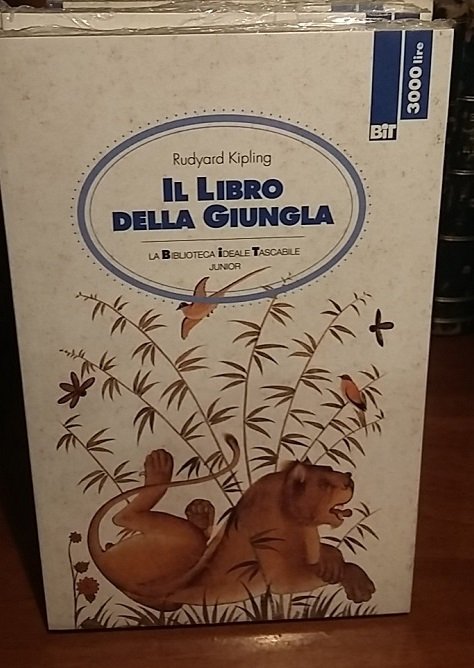 BIT
3000 lire
Rudyard Kipling
IL LIBRO
DELLA GIUNGLA
LA BIBLIOTECA IDEALE TASCABILE
JUNIOR